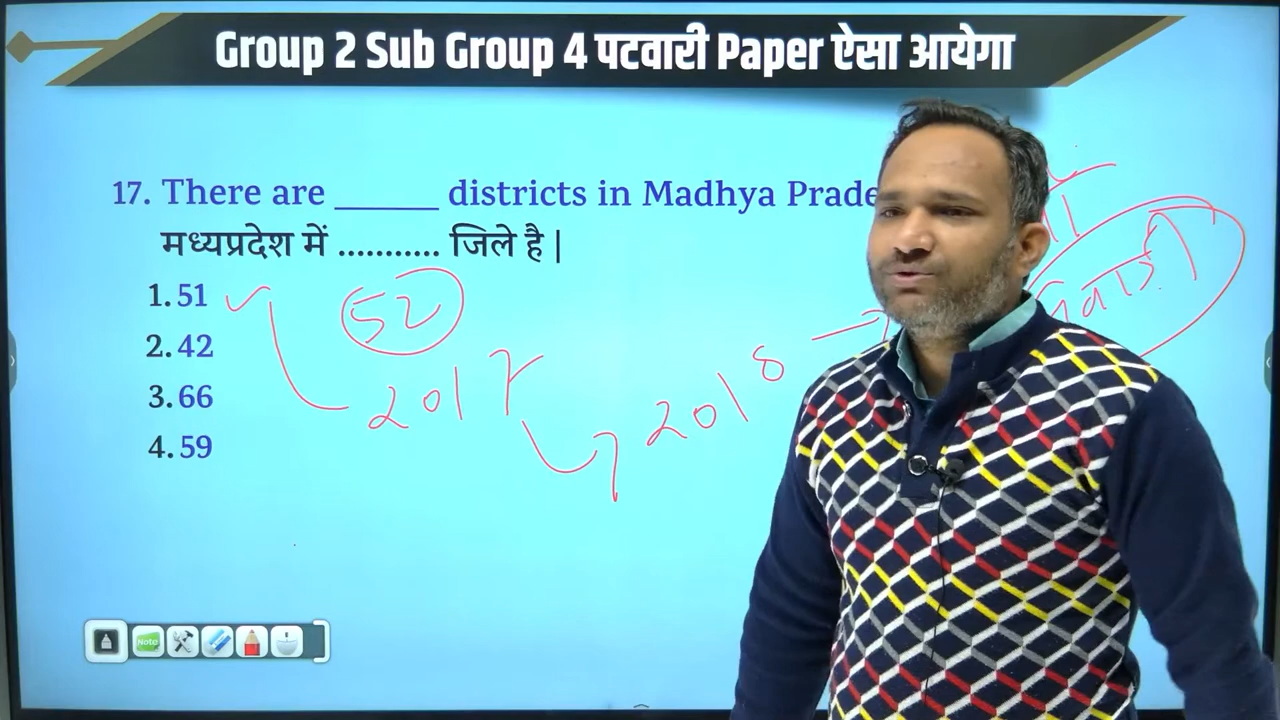 Group 2 Sub Group 4 पटवारी Paper ऐसा आयेगा
17. There are ______ districts in Madhya
मध्यप्रदेश में ........... जिले है |
1. 51
52
2. 42
2017
2018
3. 66
4. 59
Note